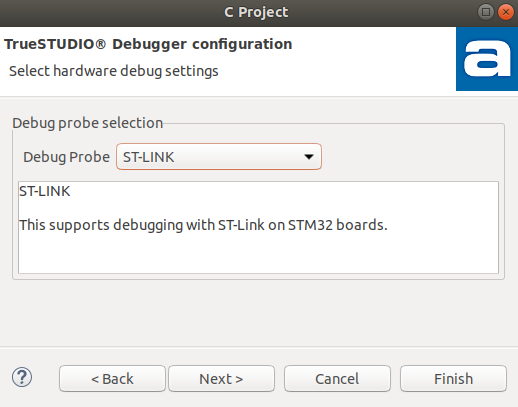 C Project
TrueSTUDIO® Debugger configuration
Select hardware debug settings
a
Debug probe selection
Debug Probe ST-LINK
ST-LINK
This supports debugging with ST-Link on STM32 boards.
? < Back Next > Cancel Finish